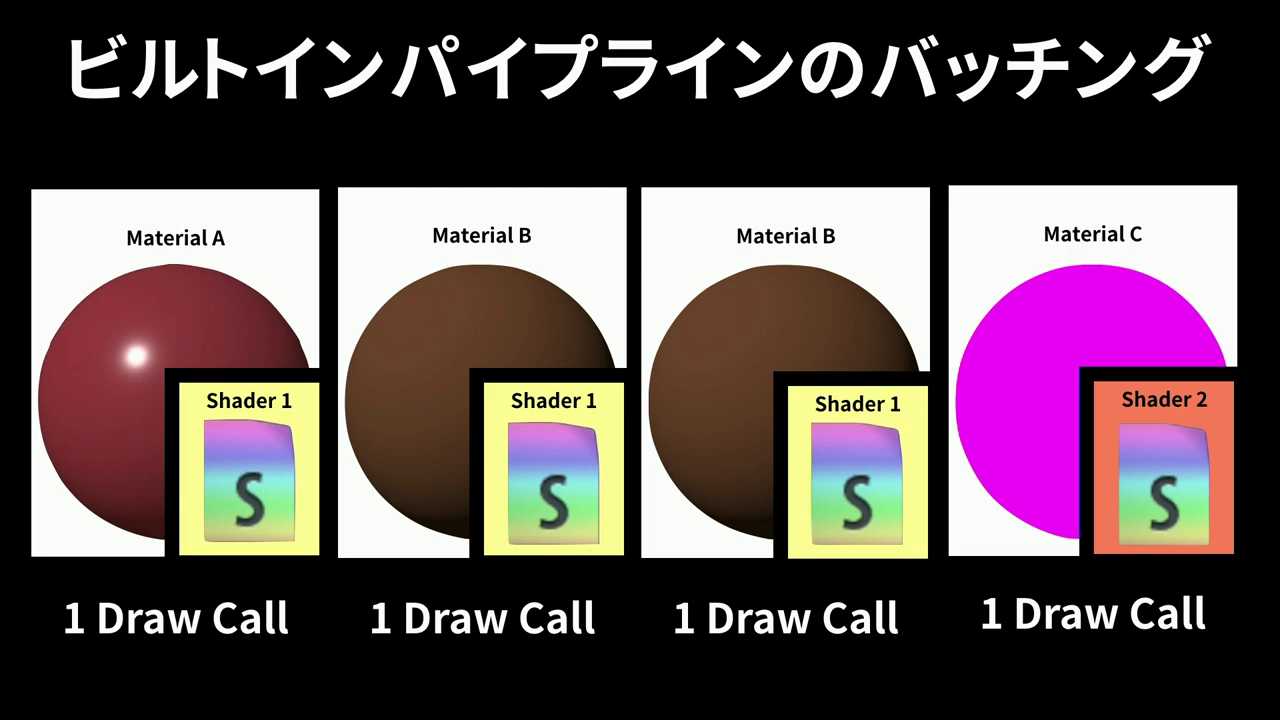 ビルトインパイプラインのバッチング
Material A
Material B
Material B
Material C
Shader 1
Shader 1
Shader 1
Shader 2
S
S
S
S
1 Draw Call
1 Draw Call
1 Draw Call
1 Draw Call